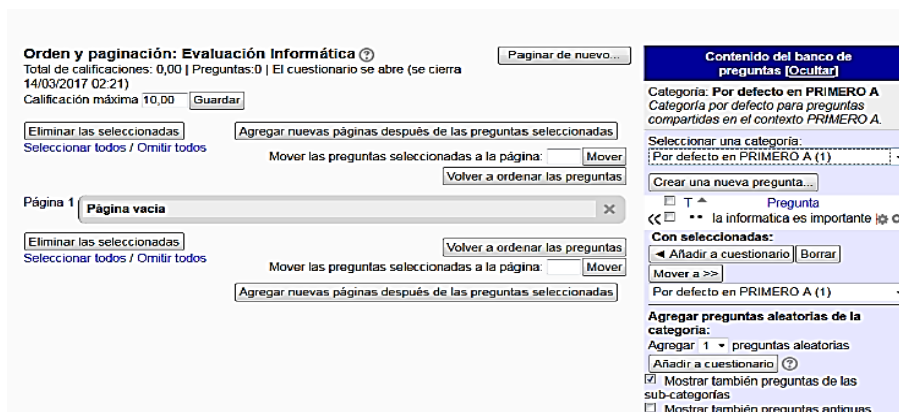 Orden y paginación: Evaluación Informática
Paginar de nuevo...
Total de calificaciones: 0,00 | Preguntas:0 | El cuestionario se abre (se cierra
14/03/2017 02:21)
Calificación máxima 10,00 Guardar
Eliminar las seleccionadas
Agregar nuevas páginas después de las preguntas seleccionadas
Seleccionar todos / Omitir todos
Mover las preguntas seleccionadas a la página: Mover
Volver a ordenar las preguntas
Página 1
Página vacia
Eliminar las seleccionadas
Volver a ordenar las preguntas
Seleccionar todos / Omitir todos
Mover las preguntas seleccionadas a la página: Mover
Agregar nuevas páginas después de las preguntas seleccionadas
Contenido del banco de
preguntas [Ocultar]
Categoría: Por defecto en PRIMERO A
Categoría por defecto para preguntas
compartidas en el contexto PRIMERO A.
Seleccionar una categoría:
Por defecto en PRIMERO A (1)
Crear una nueva pregunta...
T Pregunta
la informatica es importante
Con seleccionadas:
◄ Añadir a cuestionario Borrar
Mover a >>
Por defecto en PRIMERO A (1)
Agregar preguntas aleatorias de la
categoría:
Agregar 1 preguntas aleatorias
Añadir a cuestionario
Mostrar también preguntas de las
sub-categorías
Mostrar también preguntas antiguas